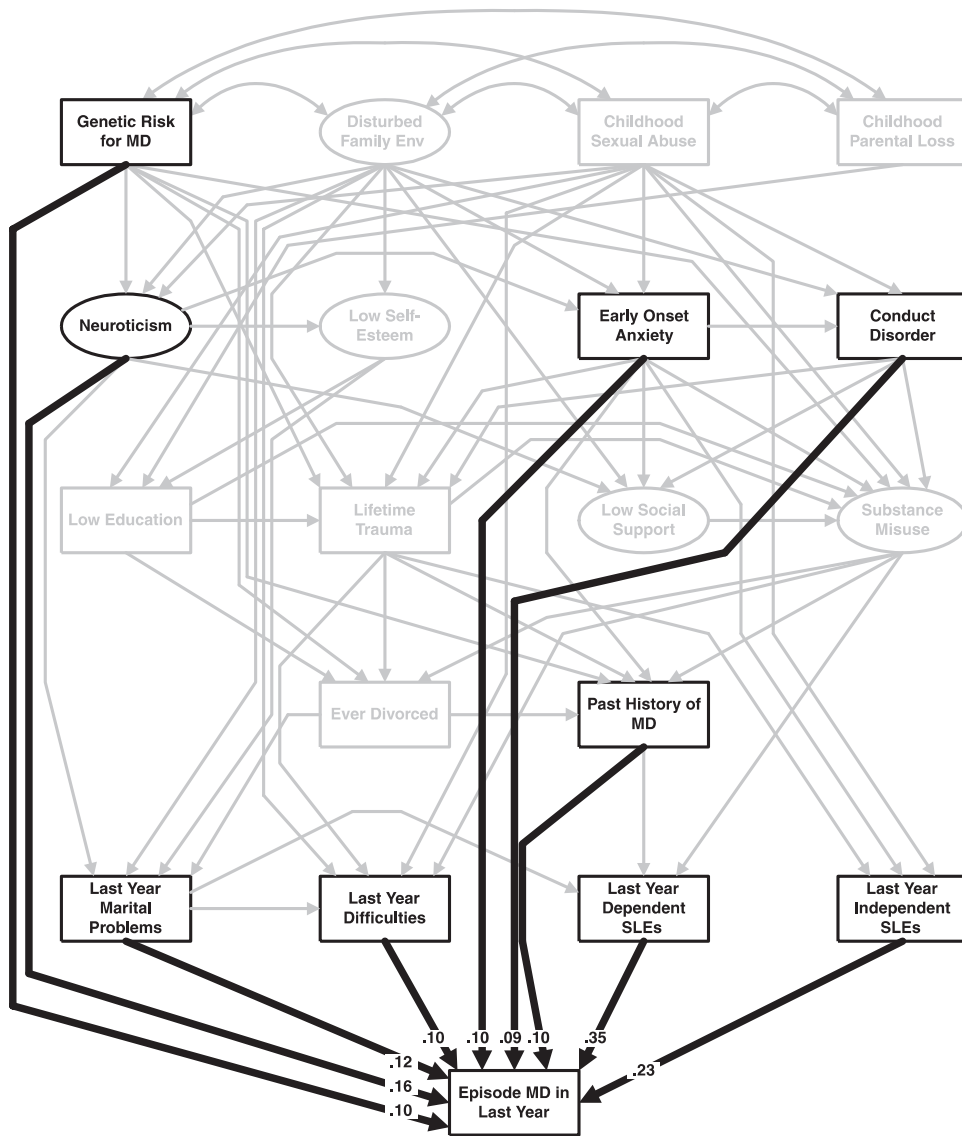 Genetic Risk
for MD
Disturbed
Family Env
Childhood
Sexual Abuse
Childhood
Parental Loss
Neuroticism
Low Self-
Esteem
Early Onset
Anxiety
Conduct
Disorder
Low Education
Lifetime
Trauma
Low Social
Support
Substance
Misuse
Ever Divorced
Past History of
MD
Last Year
Marital
Problems
Last Year
Difficulties
Last Year
Dependent
SLEs
Last Year
Independent
SLEs
.10
.10
.09
.10
.35
.12
.23
.16
.10
Episode MD in
Last Year